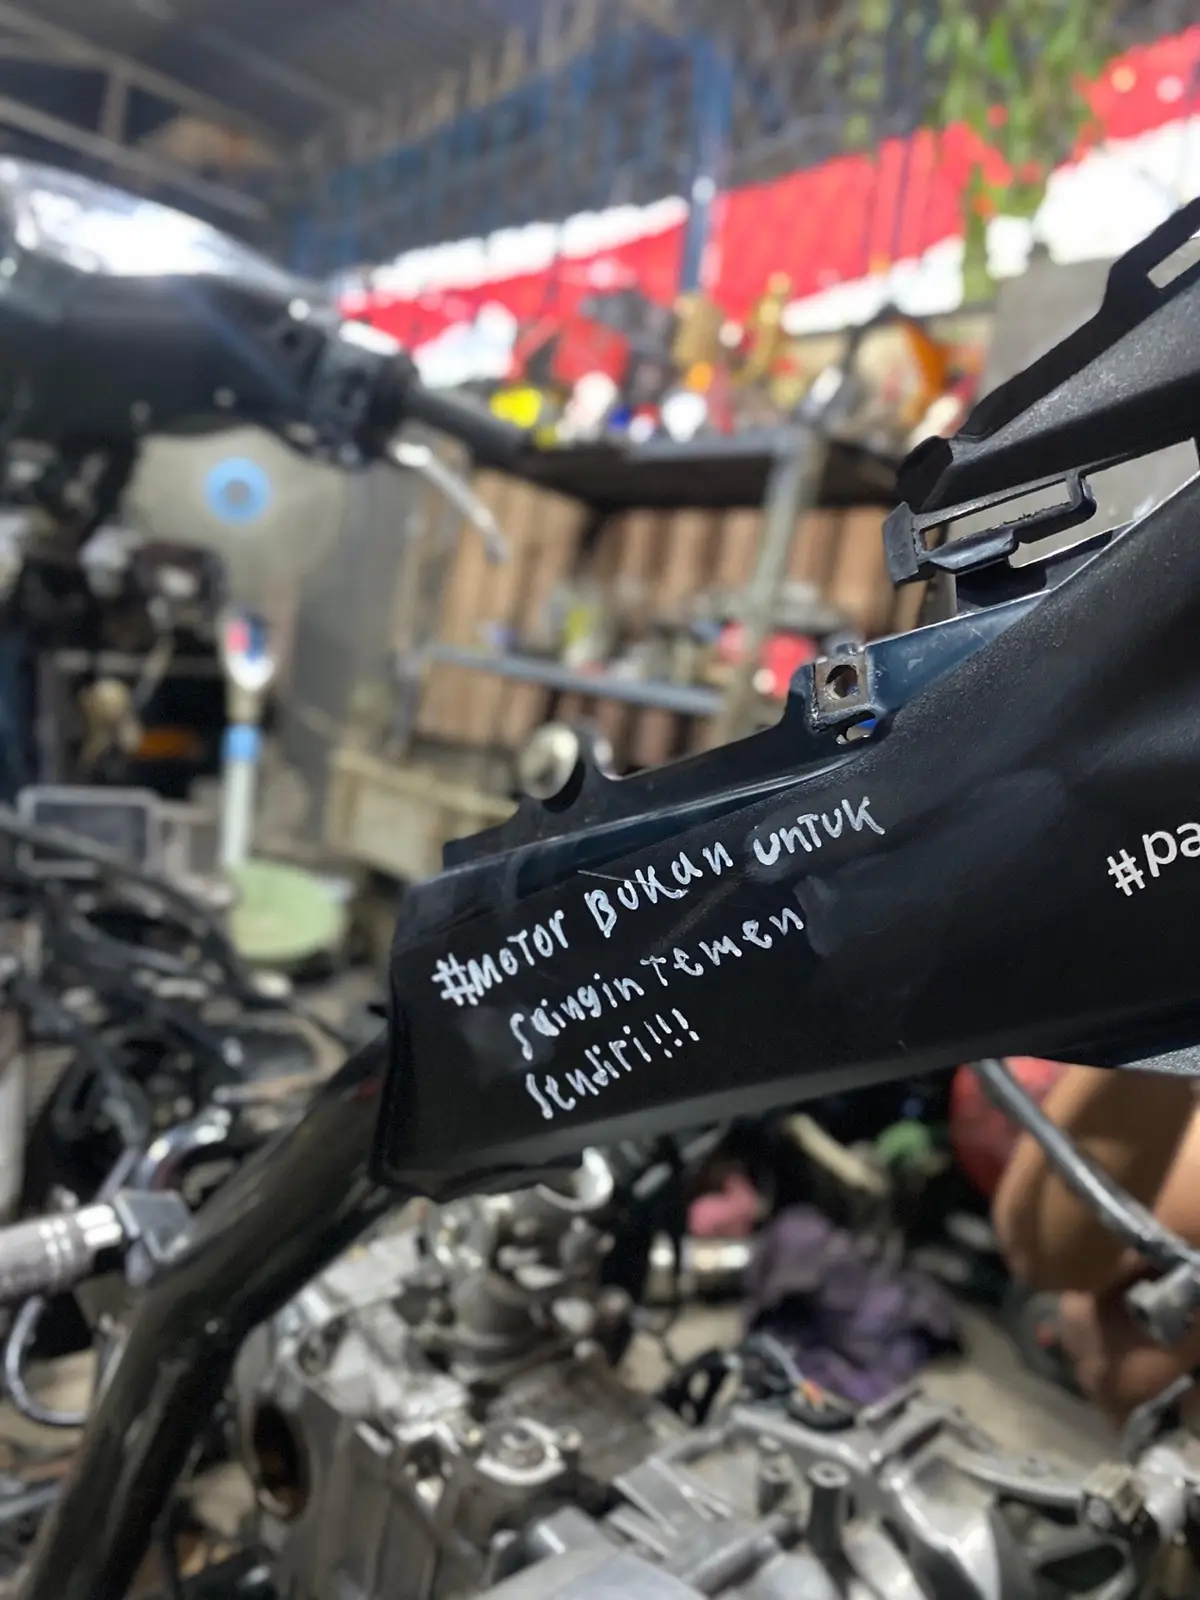 #MOTOR BUKAN UNTUK
saingin Temen
Sendiri!!!
#pa